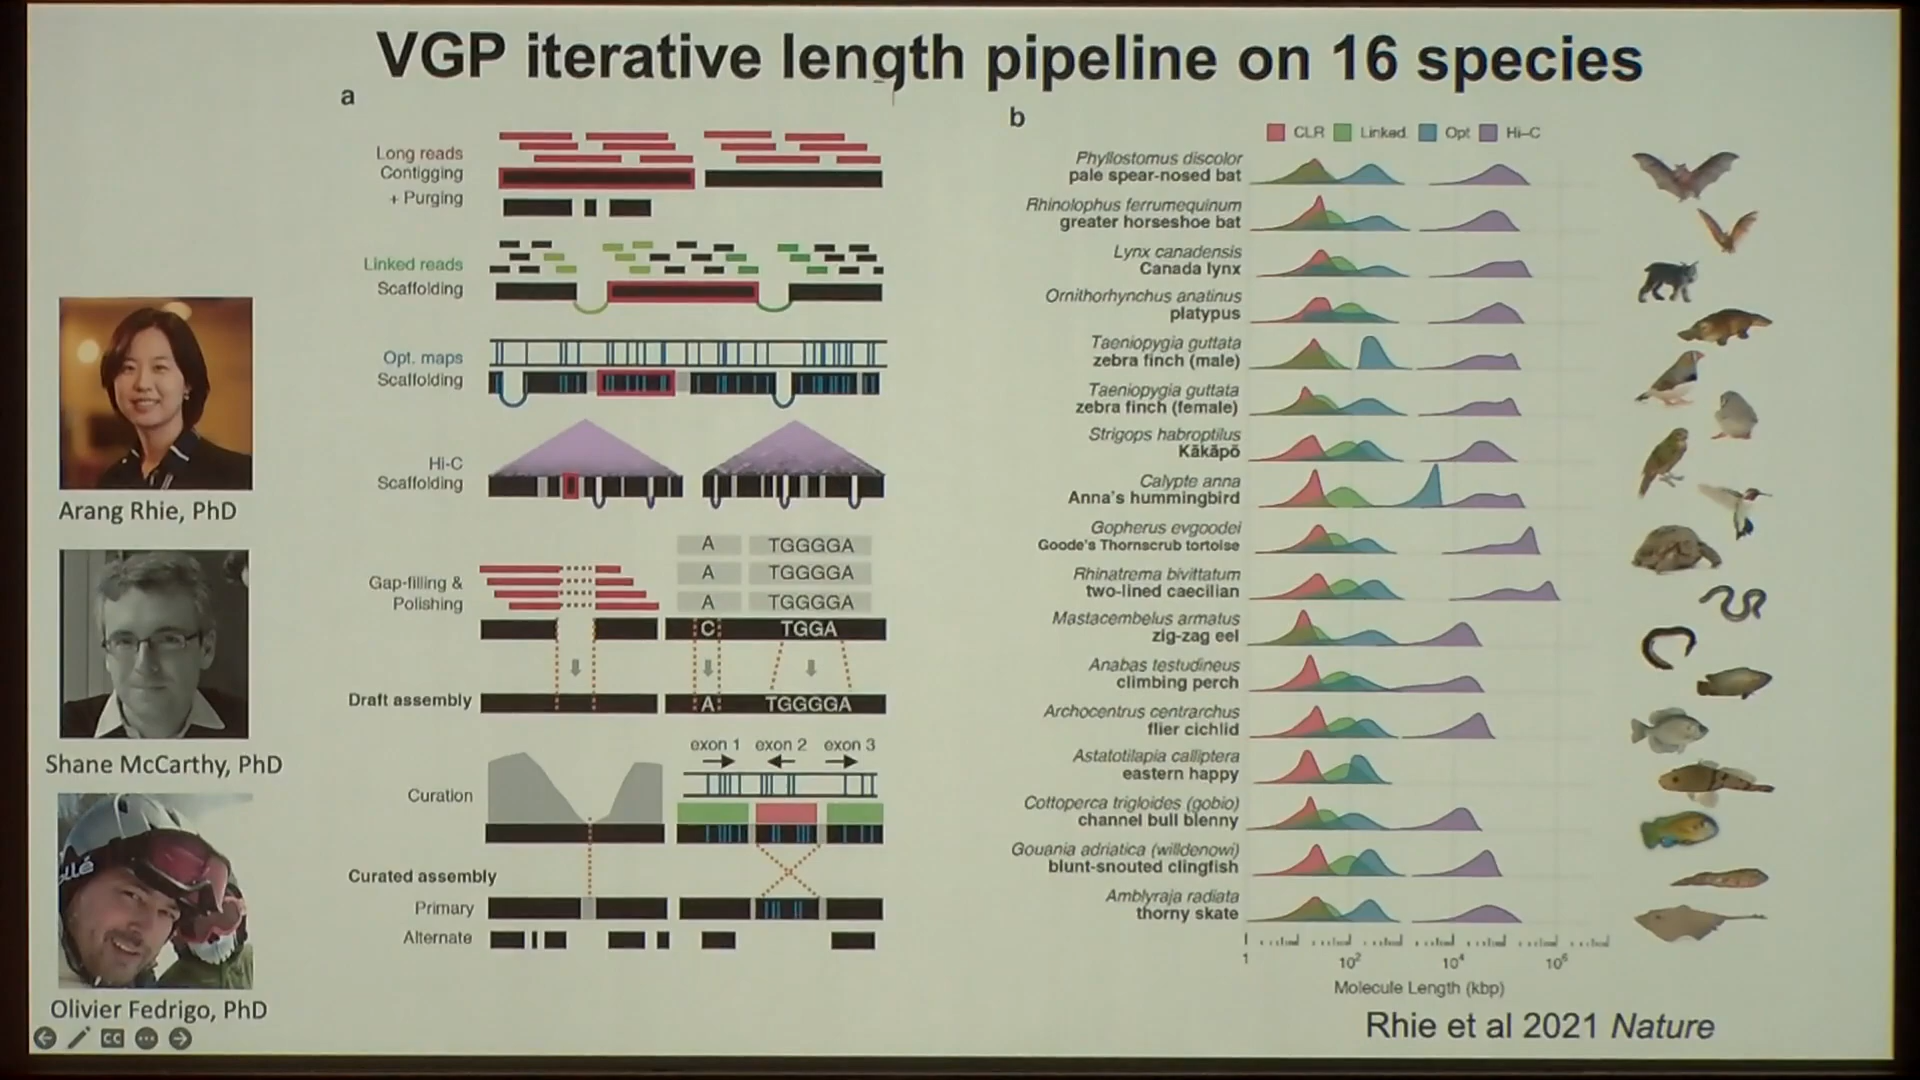 VGP iterative length pipeline on 16 species
a
Long reads
Contigging
+ Purging
Linked reads
Scaffolding
Opt. maps
Scaffolding
Hi-C
Scaffolding
Gap-filling &
Polishing
A TGGGGA
A TGGGGA
A TGGGGA
C TGGA
Draft assembly
A TGGGGA
exon 1 exon 2 exon 3
Curation
Curated assembly
Primary
Alternate
b
CLR Linked Opt Hi–C
Phyllostomus discolor
pale spear-nosed bat
Rhinolophus ferrumequinum
greater horseshoe bat
Lynx canadensis
Canada lynx
Ornithorhynchus anatinus
platypus
Taeniopygia guttata
zebra finch (male)
Taeniopygia guttata
zebra finch (female)
Strigops habroptilus
Kākāpō
Calypte anna
Anna's hummingbird
Gopherus evgoodei
Goode's Thornscrub tortoise
Rhinatrema bivittatum
two-lined caecilian
Mastacembelus armatus
zig-zag eel
Anabas testudineus
climbing perch
Archocentrus centrarchus
flier cichlid
Astatotilapia calliptera
eastern happy
Cottoperca trigloides (gobio)
channel bull blenny
Gouania adriatica (willdenowi)
blunt-snouted clingfish
Amblyraja radiata
thorny skate
1 10² 10⁴ 10⁶
Molecule Length (kbp)
Rhie et al 2021 Nature
Arang Rhie, PhD
Shane McCarthy, PhD
Olivier Fedrigo, PhD
CC